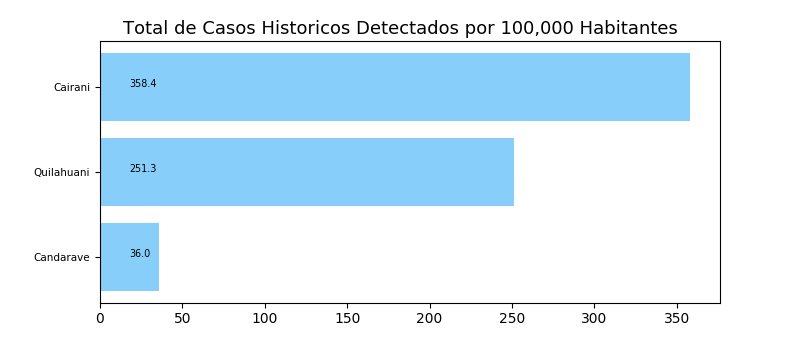 Total de Casos Historicos Detectados por 100,000 Habitantes
Cairani
358.4
Quilahuani
251.3
Candarave
36.0
0 50 100 150 200 250 300 350